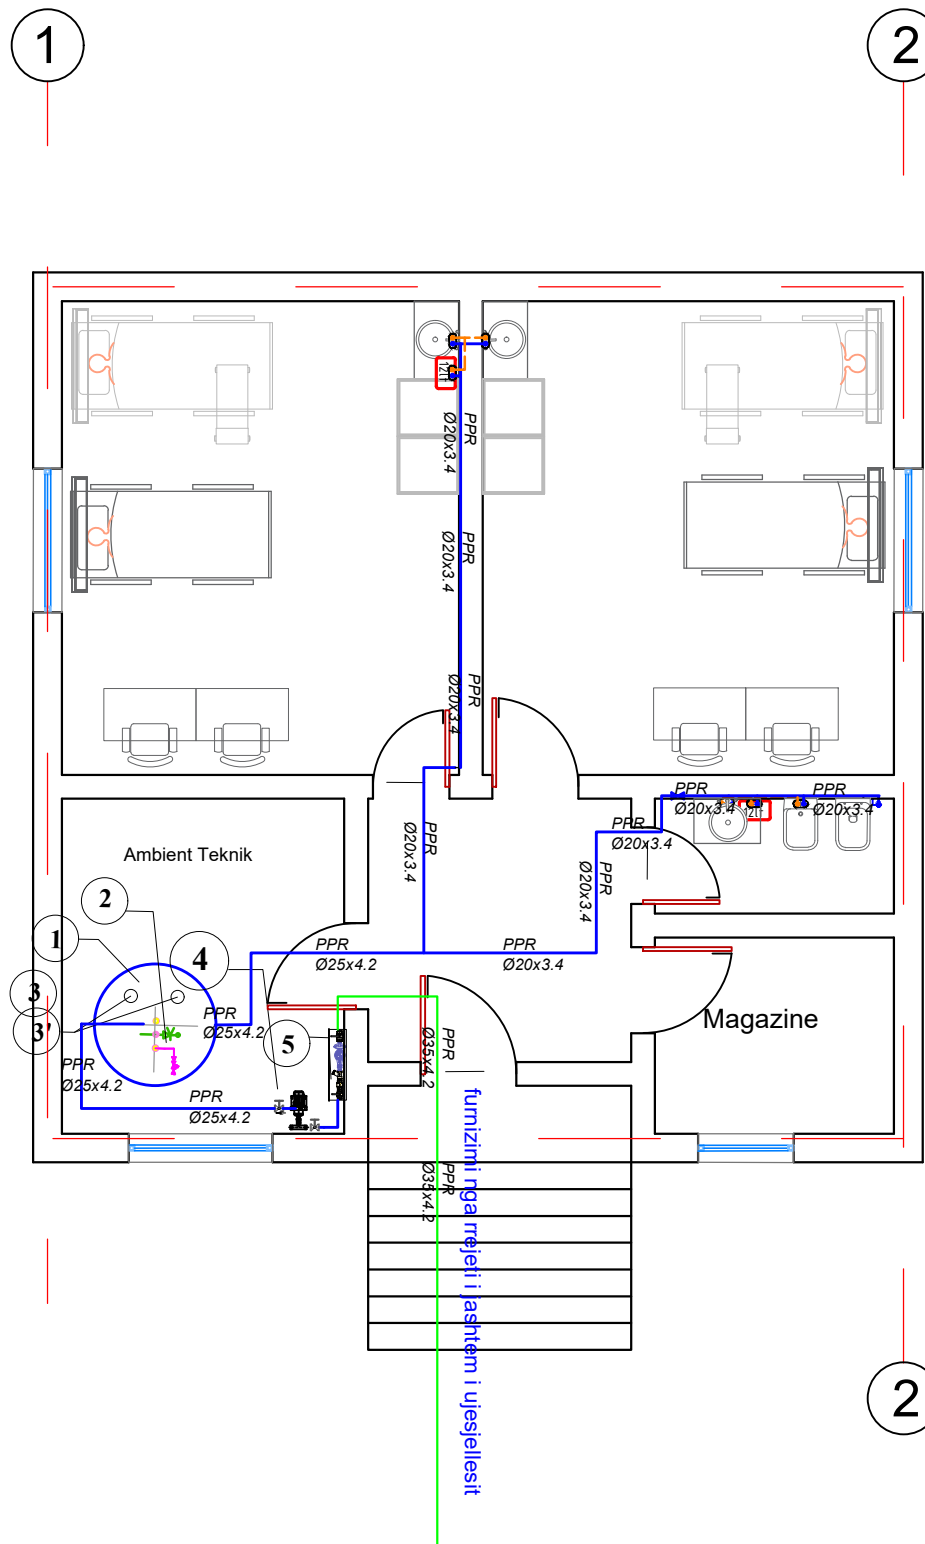 1
2
12LT
PPR
Ø20x3.4
PPR
Ø20x3.4
PPR
Ø20x3.4
PPR
Ø20x3.4
PPR
Ø20x3.4
12LT
PPR
Ø20x3.4
PPR
Ø20x3.4
PPR
Ø20x3.4
Ambient Teknik
2
1
4
3
3'
5
PPR
Ø25x4.2
PPR
Ø20x3.4
PPR
Ø25x4.2
PPR
Ø25x4.2
PPR
Ø25x4.2
Magazine
PPR
Ø35x4.2
PPR
Ø35x4.2
furnizimi nga rrejeti i jashtem i ujesjellesit
2